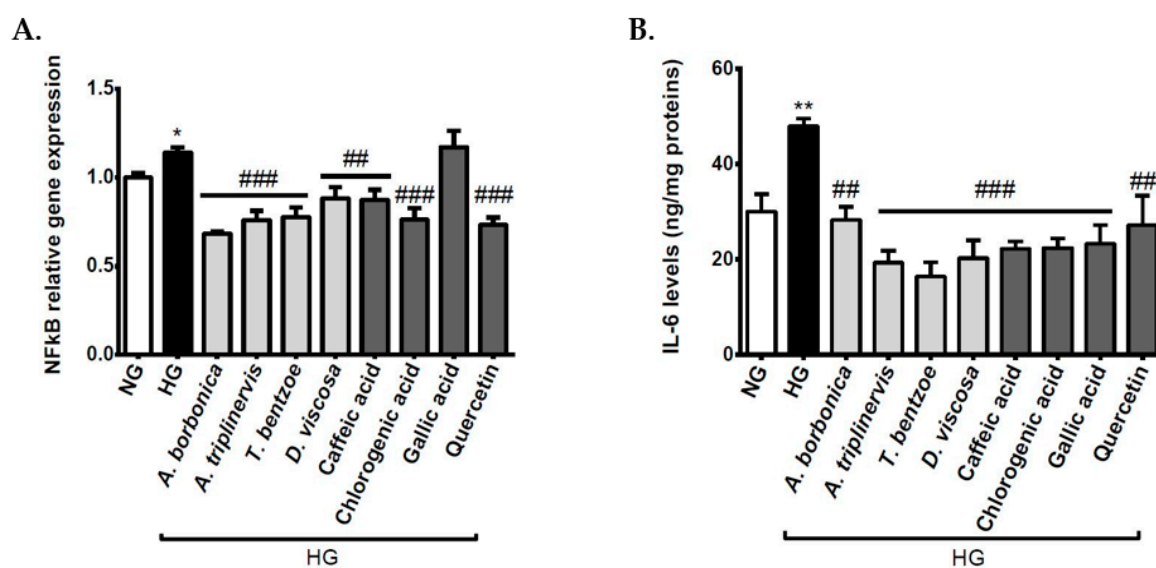 A.
NFkB relative gene expression
1.5
1.0
0.5
0.0
*
###
##
###
###
NG
HG
A. borbonica
A. triplinervis
T. bentzoe
D. viscosa
Caffeic acid
Chlorogenic acid
Gallic acid
Quercetin
HG
B.
IL-6 levels (ng/mg proteins)
60
40
20
0
**
##
###
##
NG
HG
A. borbonica
A. triplinervis
T. bentzoe
D. viscosa
Caffeic acid
Chlorogenic acid
Gallic acid
Quercetin
HG